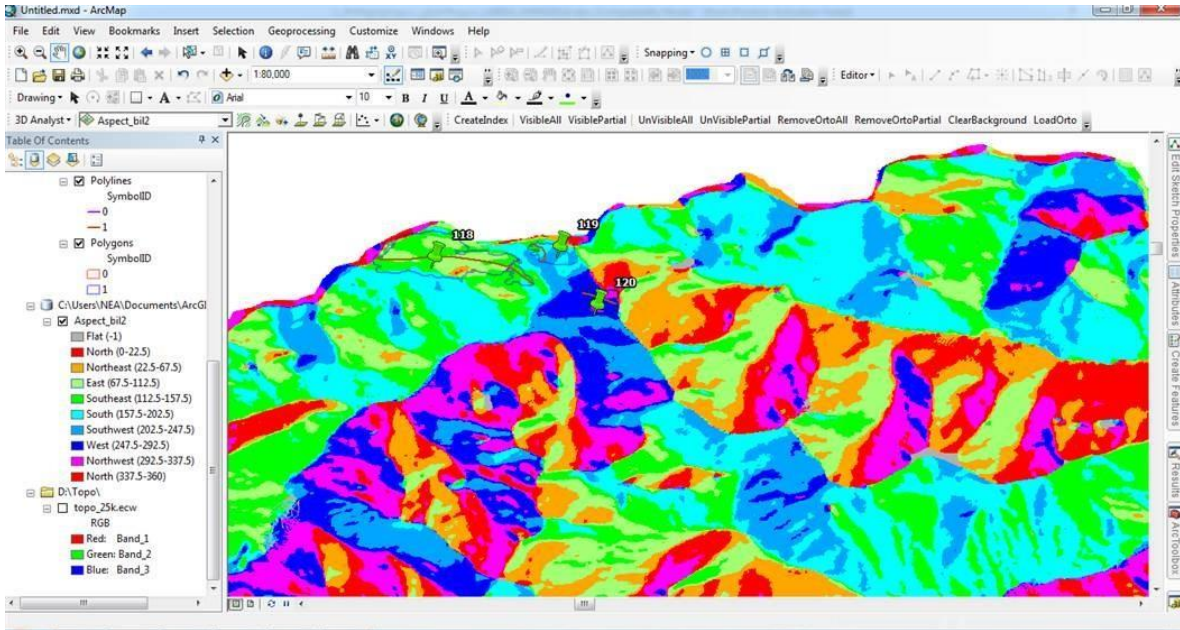 Untitled.mxd - ArcMap
File Edit View Bookmarks Insert Selection Geoprocessing Customize Windows Help
Snapping
1:80,000
Editor
Drawing A Arial 10 B I U A
3D Analyst Aspect_bil2 CreateIndex VisibleAll VisiblePartial UnVisibleAll UnVisiblePartial RemoveOrtoAll RemoveOrtoPartial ClearBackground LoadOrto
Table Of Contents
Polylines
SymbolID
0
1
Polygons
SymbolID
0
1
C:\Users\NEA\Documents\ArcGI
Aspect_bil2
Flat (-1)
North (0-22.5)
Northeast (22.5-67.5)
East (67.5-112.5)
Southeast (112.5-157.5)
South (157.5-202.5)
Southwest (202.5-247.5)
West (247.5-292.5)
Northwest (292.5-337.5)
North (337.5-360)
D:\Topo\
topo_25k.ecw
RGB
Red: Band_1
Green: Band_2
Blue: Band_3
118
119
120
Edit Sketch Properties
Attributes
Create Features
Results
ArcToolbox